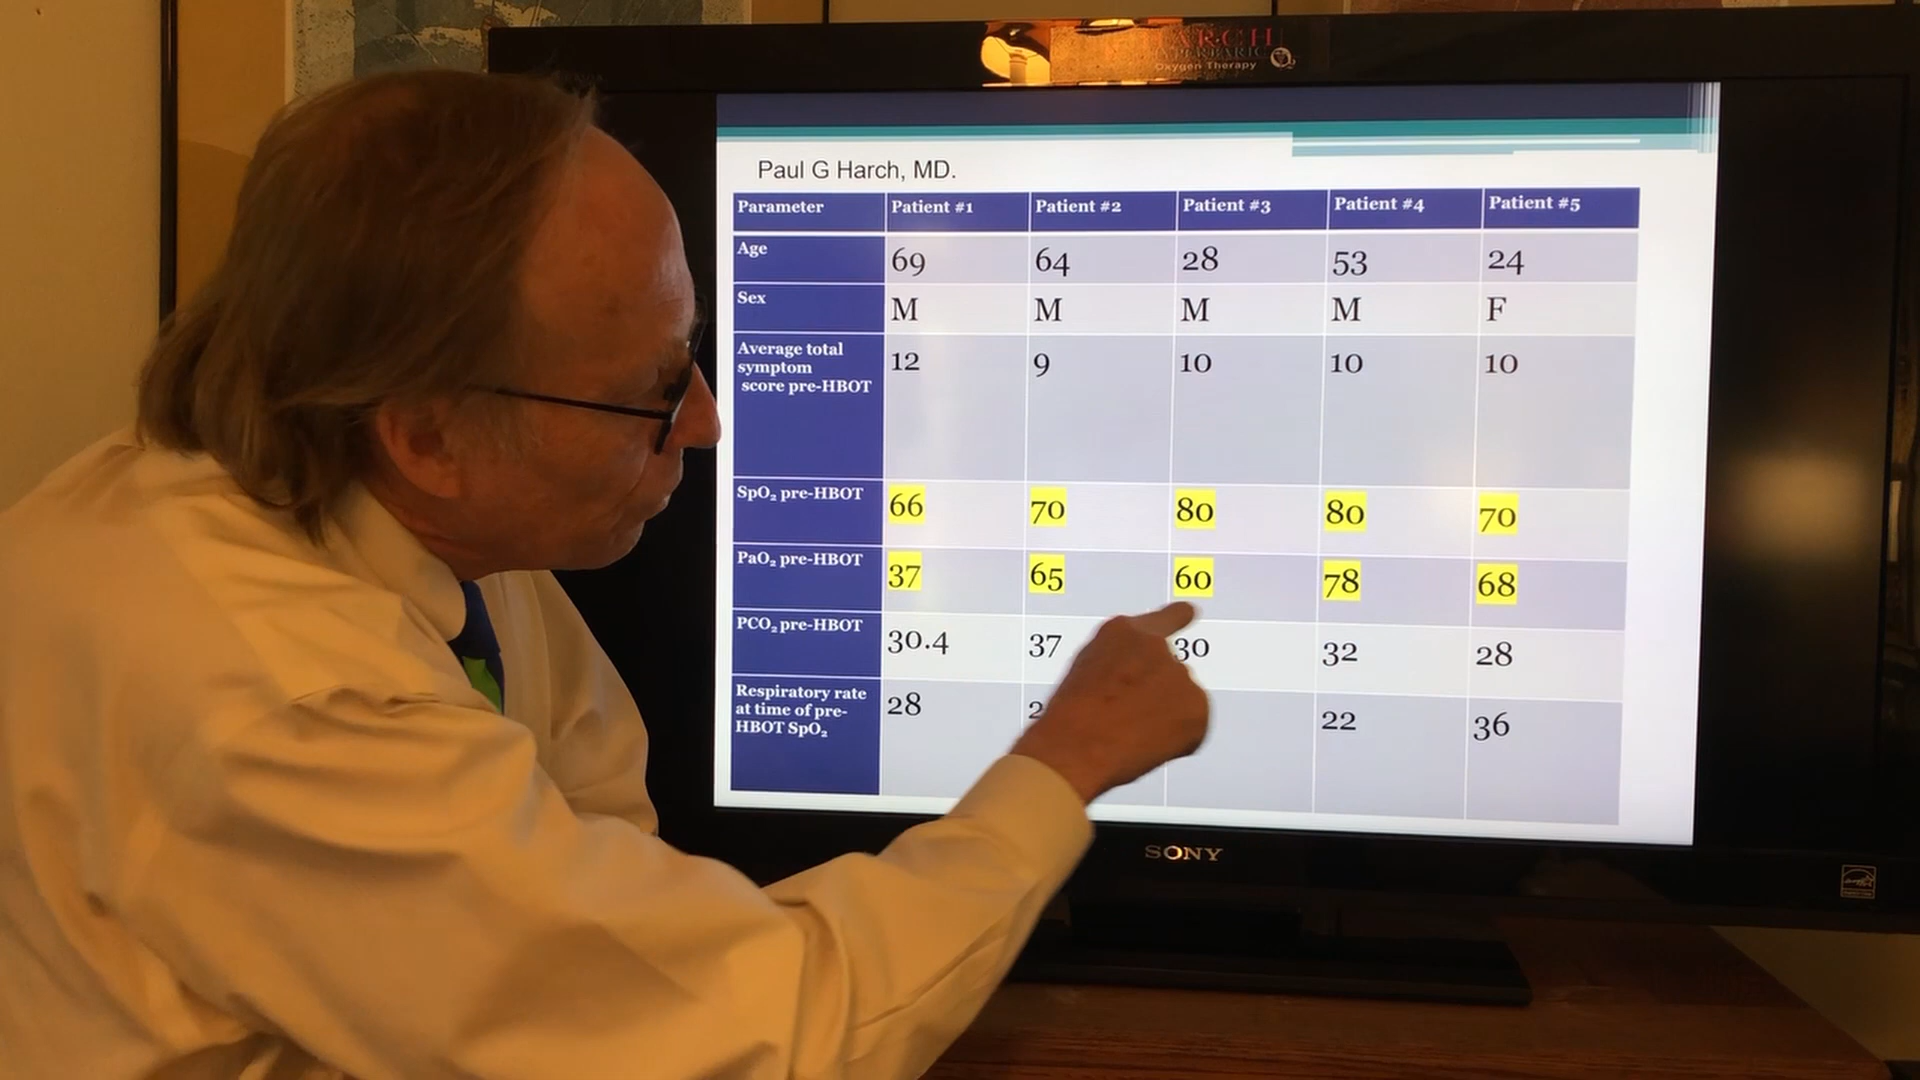 ARCH
Oxygen Therapy
Paul G Harch, MD.
Parameter Patient #1 Patient #2 Patient #3 Patient #4 Patient #5
Age 69 64 28 53 24
Sex M M M M F
Average total
symptom
score pre-HBOT 12 9 10 10 10
SpO₂ pre-HBOT 66 70 80 80 70
PaO₂ pre-HBOT 37 65 60 78 68
PCO₂ pre-HBOT 30.4 37 30 32 28
Respiratory rate
at time of pre-
HBOT SpO₂ 28 22 36
SONY